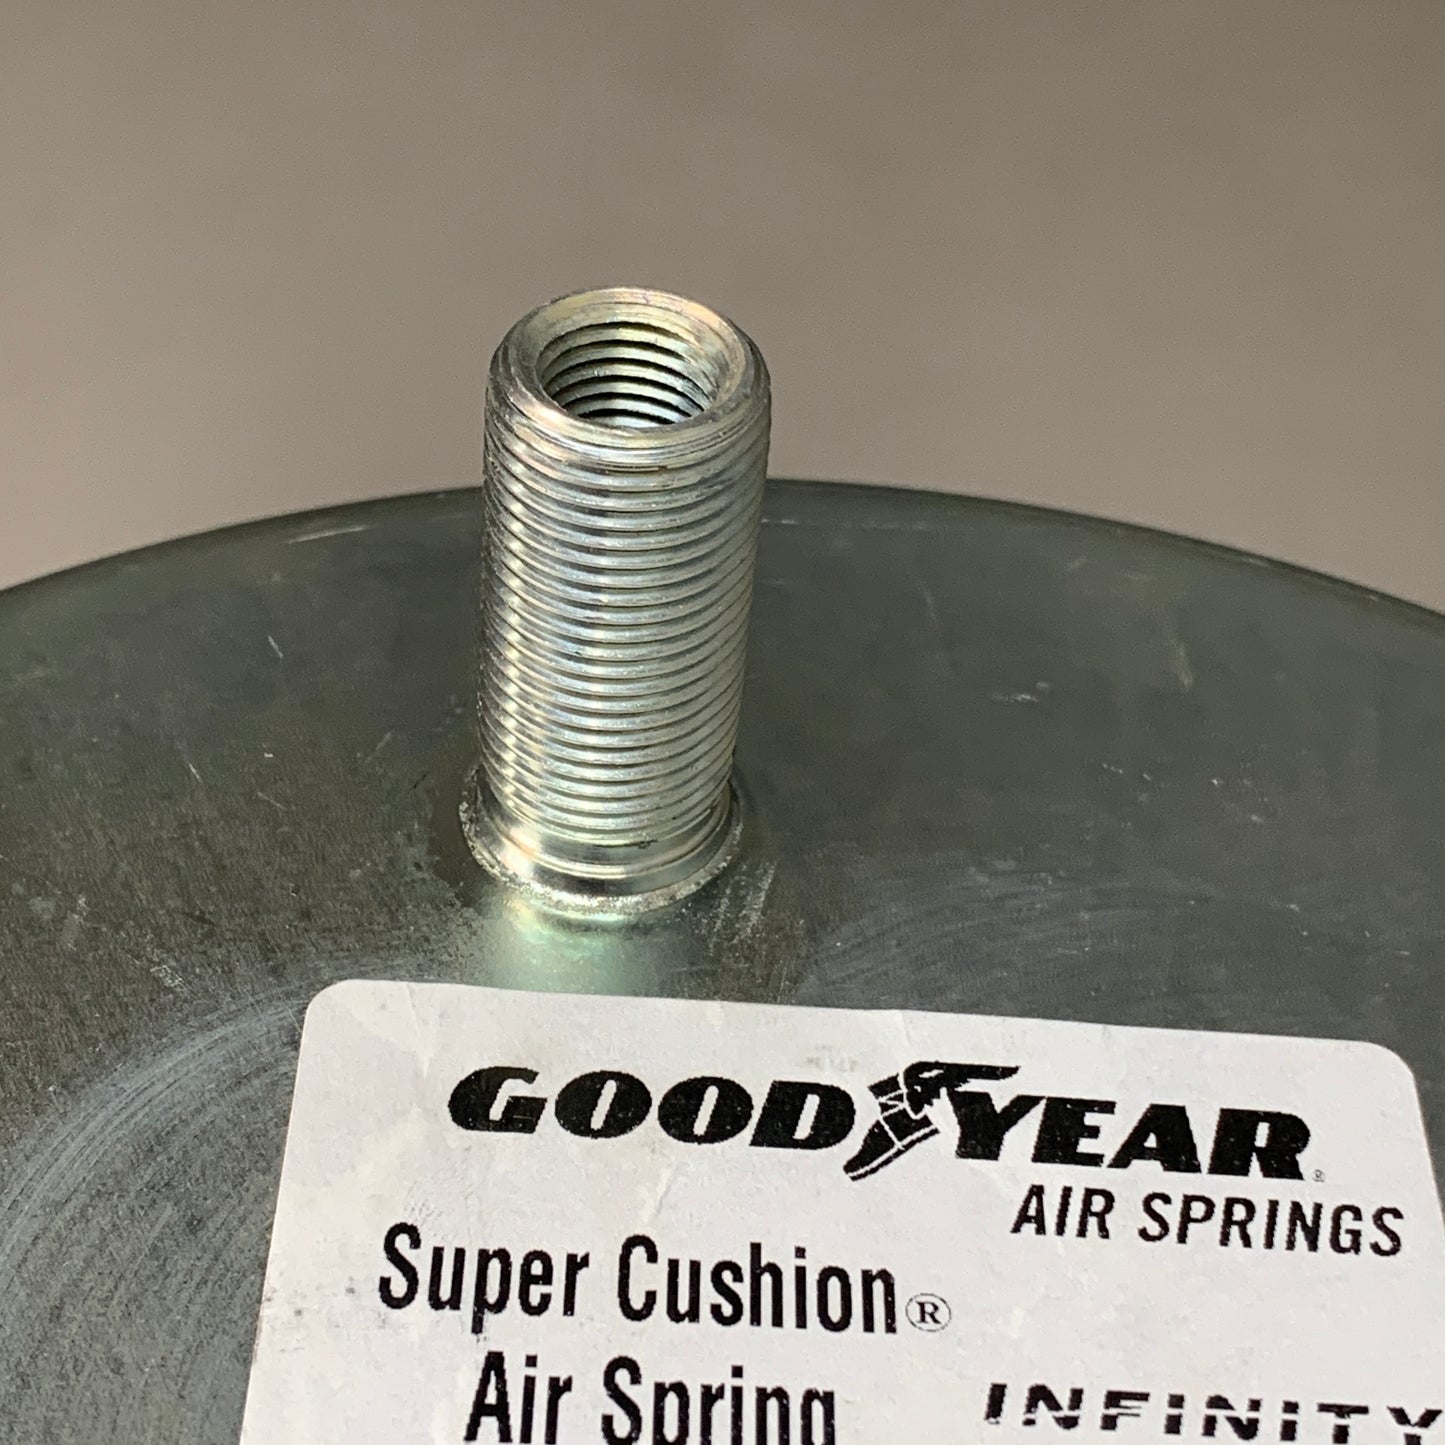 GOODYEAR®
AIR SPRINGS
Super Cushion®
Air Spring
INFINITY